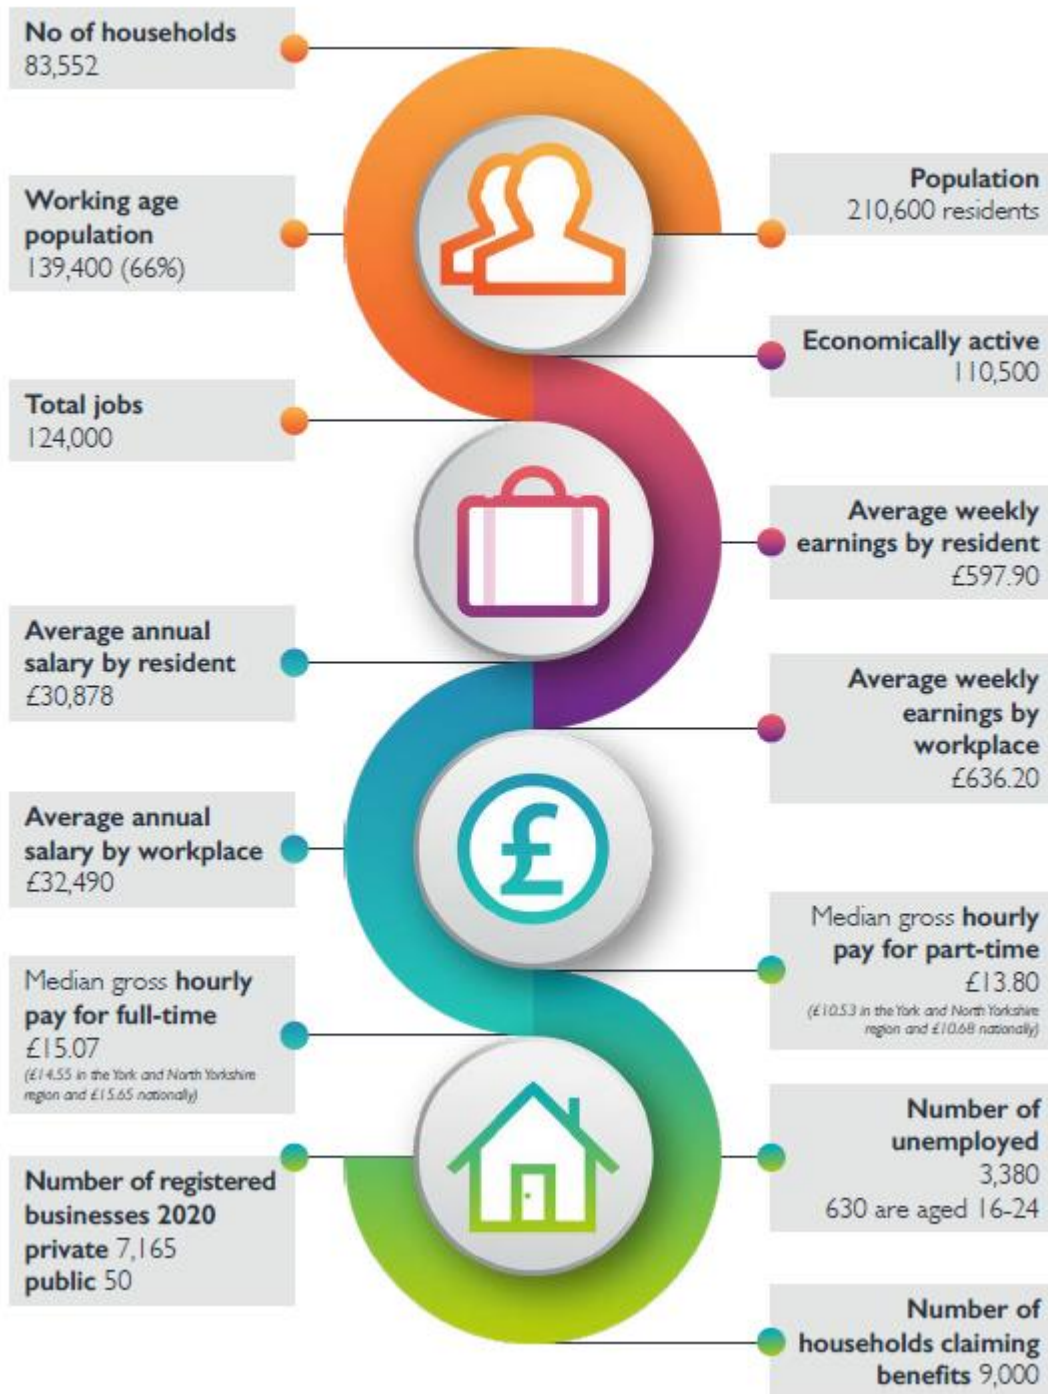 No of households
83,552
Population
210,600 residents
Working age
population
139,400 (66%)
Economically active
110,500
Total jobs
124,000
Average weekly
earnings by resident
£597.90
Average annual
salary by resident
£30,878
Average weekly
earnings by
workplace
£636.20
Average annual
salary by workplace
£32,490
£
Median gross hourly
pay for part-time
£13.80
(£10.53 in the York and North Yorkshire
region and £10.68 nationally)
Median gross hourly
pay for full-time
£15.07
(£14.55 in the York and North Yorkshire
region and £15.65 nationally)
Number of
unemployed
3,380
630 are aged 16-24
Number of registered
businesses 2020
private 7,165
public 50
Number of
households claiming
benefits 9,000